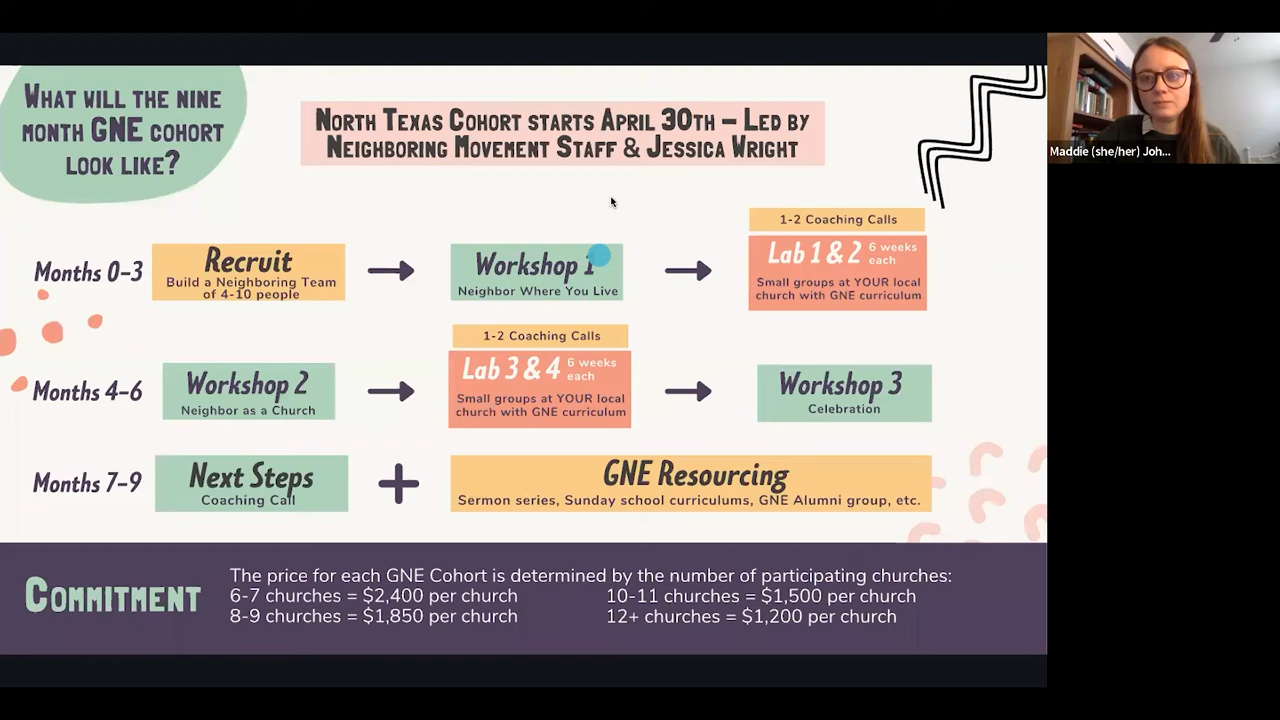 What will the nine
month GNE cohort
look like?
North Texas Cohort starts April 30th – Led by
Neighboring Movement Staff & Jessica Wright
Maddie (she/her) Joh...
Months 0-3
Recruit
Build a Neighboring Team
of 4-10 people
Workshop 1
Neighbor Where You Live
1-2 Coaching Calls
Lab 1 & 2 6 weeks
each
Small groups at YOUR local
church with GNE curriculum
Months 4-6
Workshop 2
Neighbor as a Church
1-2 Coaching Calls
Lab 3 & 4 6 weeks
each
Small groups at YOUR local
church with GNE curriculum
Workshop 3
Celebration
Months 7-9
Next Steps
Coaching Call
+
GNE Resourcing
Sermon series, Sunday school curriculums, GNE Alumni group, etc.
Commitment
The price for each GNE Cohort is determined by the number of participating churches:
6-7 churches = $2,400 per church
8-9 churches = $1,850 per church
10-11 churches = $1,500 per church
12+ churches = $1,200 per church